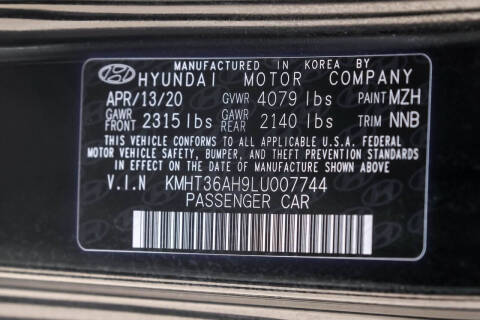 MANUFACTURED IN KOREA BY
HYUNDAI MOTOR COMPANY
APR/13/20 GVWR 4079 lbs PAINT MZH
GAWR FRONT 2315 lbs GAWR REAR 2140 lbs TRIM NNB
THIS VEHICLE CONFORMS TO ALL APPLICABLE U.S.A. FEDERAL
MOTOR VEHICLE SAFETY, BUMPER, AND THEFT PREVENTION STANDARDS
IN EFFECT ON THE DATE OF MANUFACTURE SHOWN ABOVE.
V.I.N KMHT36AH9LU007744
PASSENGER CAR